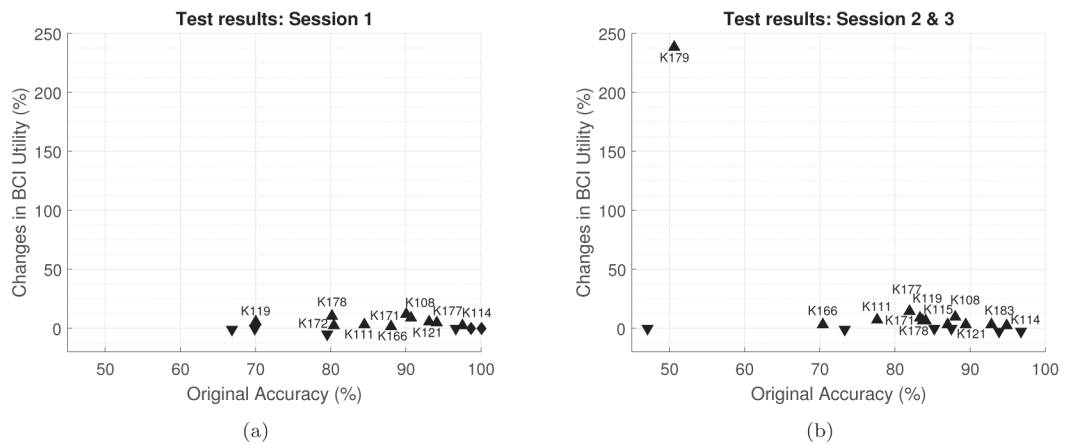 Test results: Session 1
Changes in BCI Utility (%)
250
200
150
100
50
0
K119
K178
K172
K111
K171
K166
K108
K121
K177
K114
50
60
70
80
90
100
Original Accuracy (%)
(a)
Test results: Session 2 & 3
Changes in BCI Utility (%)
250
200
150
100
50
0
K179
K166
K111
K177
K119
K171
K178
K115
K108
K121
K183
K114
50
60
70
80
90
100
Original Accuracy (%)
(b)